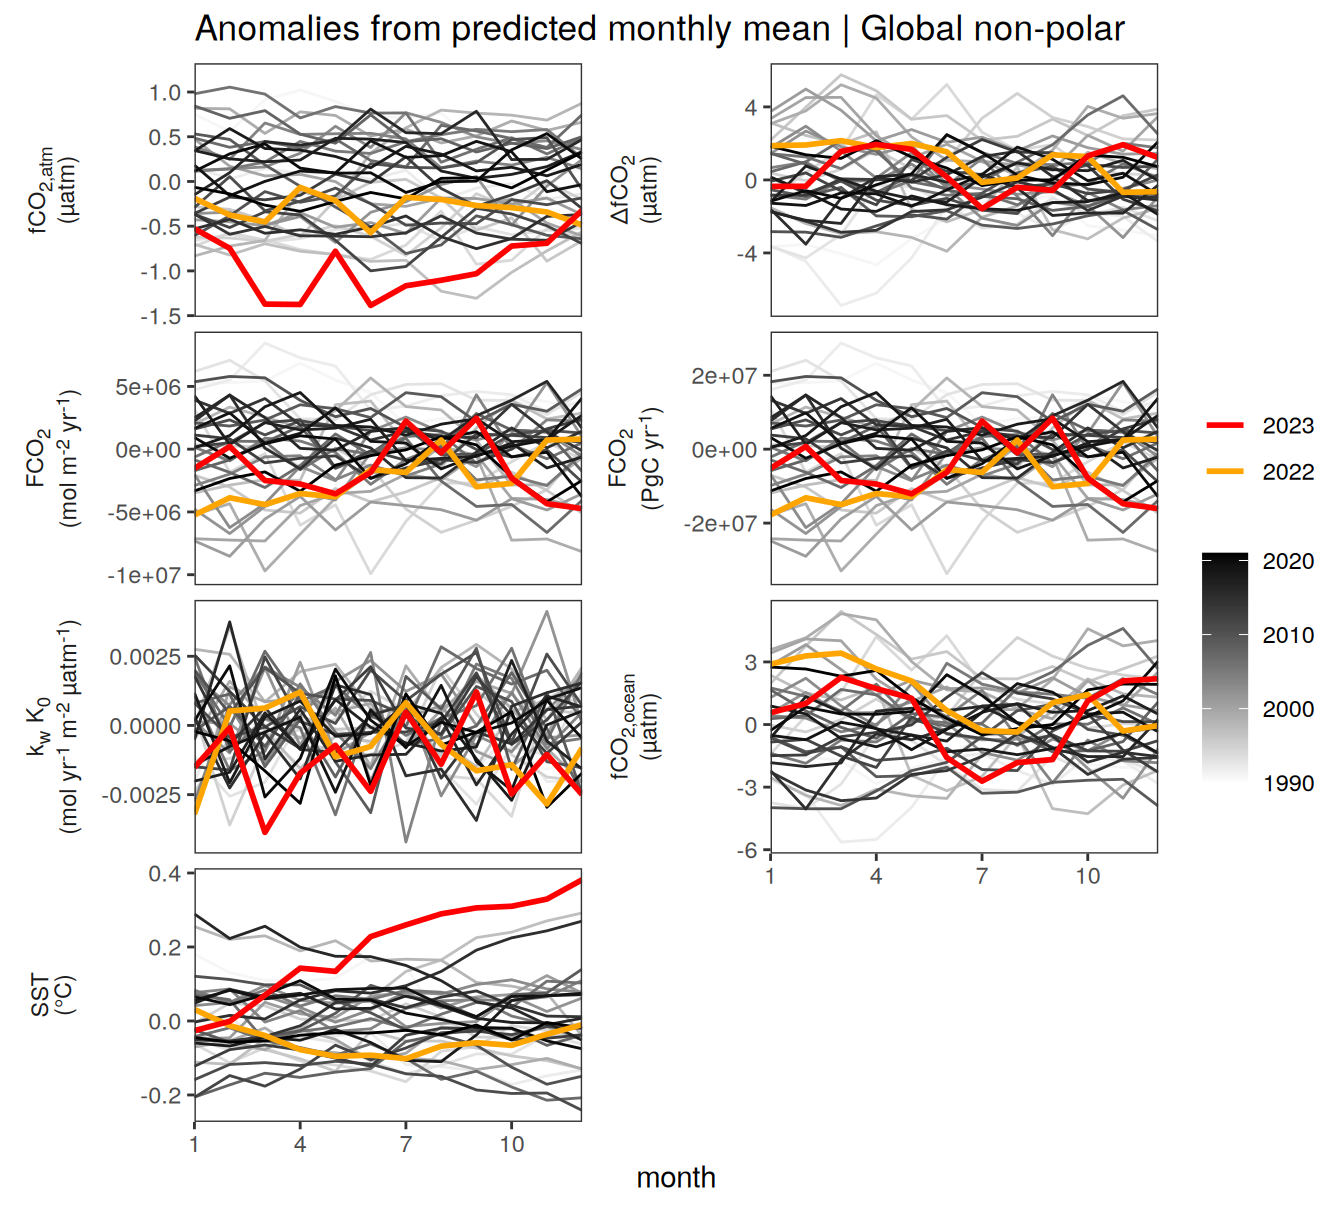 Anomalies from predicted monthly mean | Global non-polar
fCO2,atm
(µatm)
1.0
0.5
0.0
-0.5
-1.0
-1.5
ΔfCO2
(µatm)
4
0
-4
FCO2
(mol m-2 yr-1)
5e+06
0e+00
-5e+06
-1e+07
FCO2
(PgC yr-1)
2e+07
0e+00
-2e+07
kw K0
(mol yr-1 m-2 µatm-1)
0.0025
0.0000
-0.0025
fCO2,ocean
(µatm)
3
0
-3
-6
1 4 7 10
SST
(°C)
0.4
0.2
0.0
-0.2
1 4 7 10
month
2023
2022
2020
2010
2000
1990